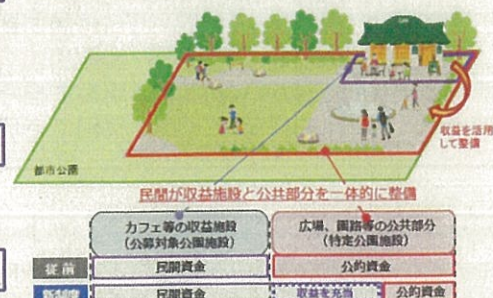 収益を活用
して整備
都市公園
民間が収益施設と公共部分を一体的に整備
カフェ等の収益施設
(公募対象公園施設)
広場、園路等の公共部分
(特定公園施設)
従前
民間資金
公的資金
新制度
民間資金
収益を充当
公的資金